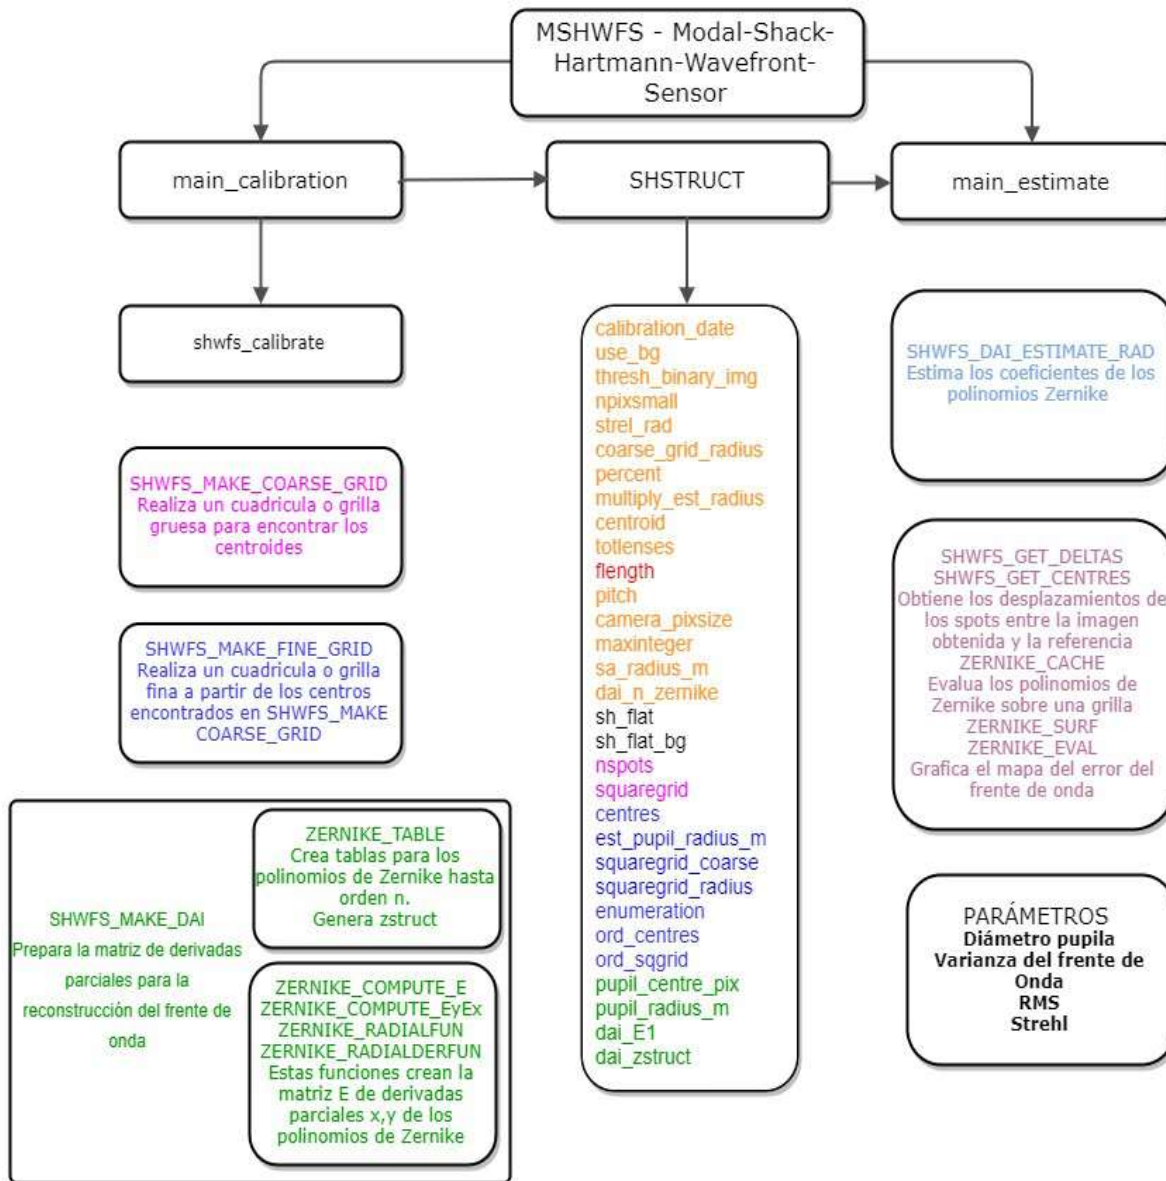 MSHWFS - Modal-Shack-
Hartmann-Wavefront-
Sensor
main_calibration
SHSTRUCT
main_estimate
shwfs_calibrate
SHWFS_MAKE_COARSE_GRID
Realiza un cuadricula o grilla
gruesa para encontrar los
centroides
SHWFS_MAKE_FINE_GRID
Realiza un cuadricula o grilla
fina a partir de los centros
encontrados en SHWFS_MAKE
COARSE_GRID
SHWFS_MAKE_DAI
Prepara la matriz de derivadas
parciales para la
reconstrucción del frente de
onda
ZERNIKE_TABLE
Crea tablas para los
polinomios de Zernike hasta
orden n.
Genera zstruct
ZERNIKE_COMPUTE_E
ZERNIKE_COMPUTE_EyEx
ZERNIKE_RADIALFUN
ZERNIKE_RADIALDERFUN
Estas funciones crean la
matriz E de derivadas
parciales x,y de los
polinomios de Zernike
calibration_date
use_bg
thresh_binary_img
npixsmall
strel_rad
coarse_grid_radius
percent
multiply_est_radius
centroid
totlenses
flength
pitch
camera_pixsize
maxinteger
sa_radius_m
dai_n_zernike
sh_flat
sh_flat_bg
nspots
squaregrid
centres
est_pupil_radius_m
squaregrid_coarse
squaregrid_radius
enumeration
ord_centres
ord_sqgrid
pupil_centre_pix
pupil_radius_m
dai_E1
dai_zstruct
SHWFS_DAI_ESTIMATE_RAD
Estima los coeficientes de los
polinomios Zernike
SHWFS_GET_DELTAS
SHWFS_GET_CENTRES
Obtiene los desplazamientos de
los spots entre la imagen
obtenida y la referencia
ZERNIKE_CACHE
Evalua los polinomios de
Zernike sobre una grilla
ZERNIKE_SURF
ZERNIKE_EVAL
Grafica el mapa del error del
frente de onda
PARÁMETROS
Diámetro pupila
Varianza del frente de
Onda
RMS
Strehl